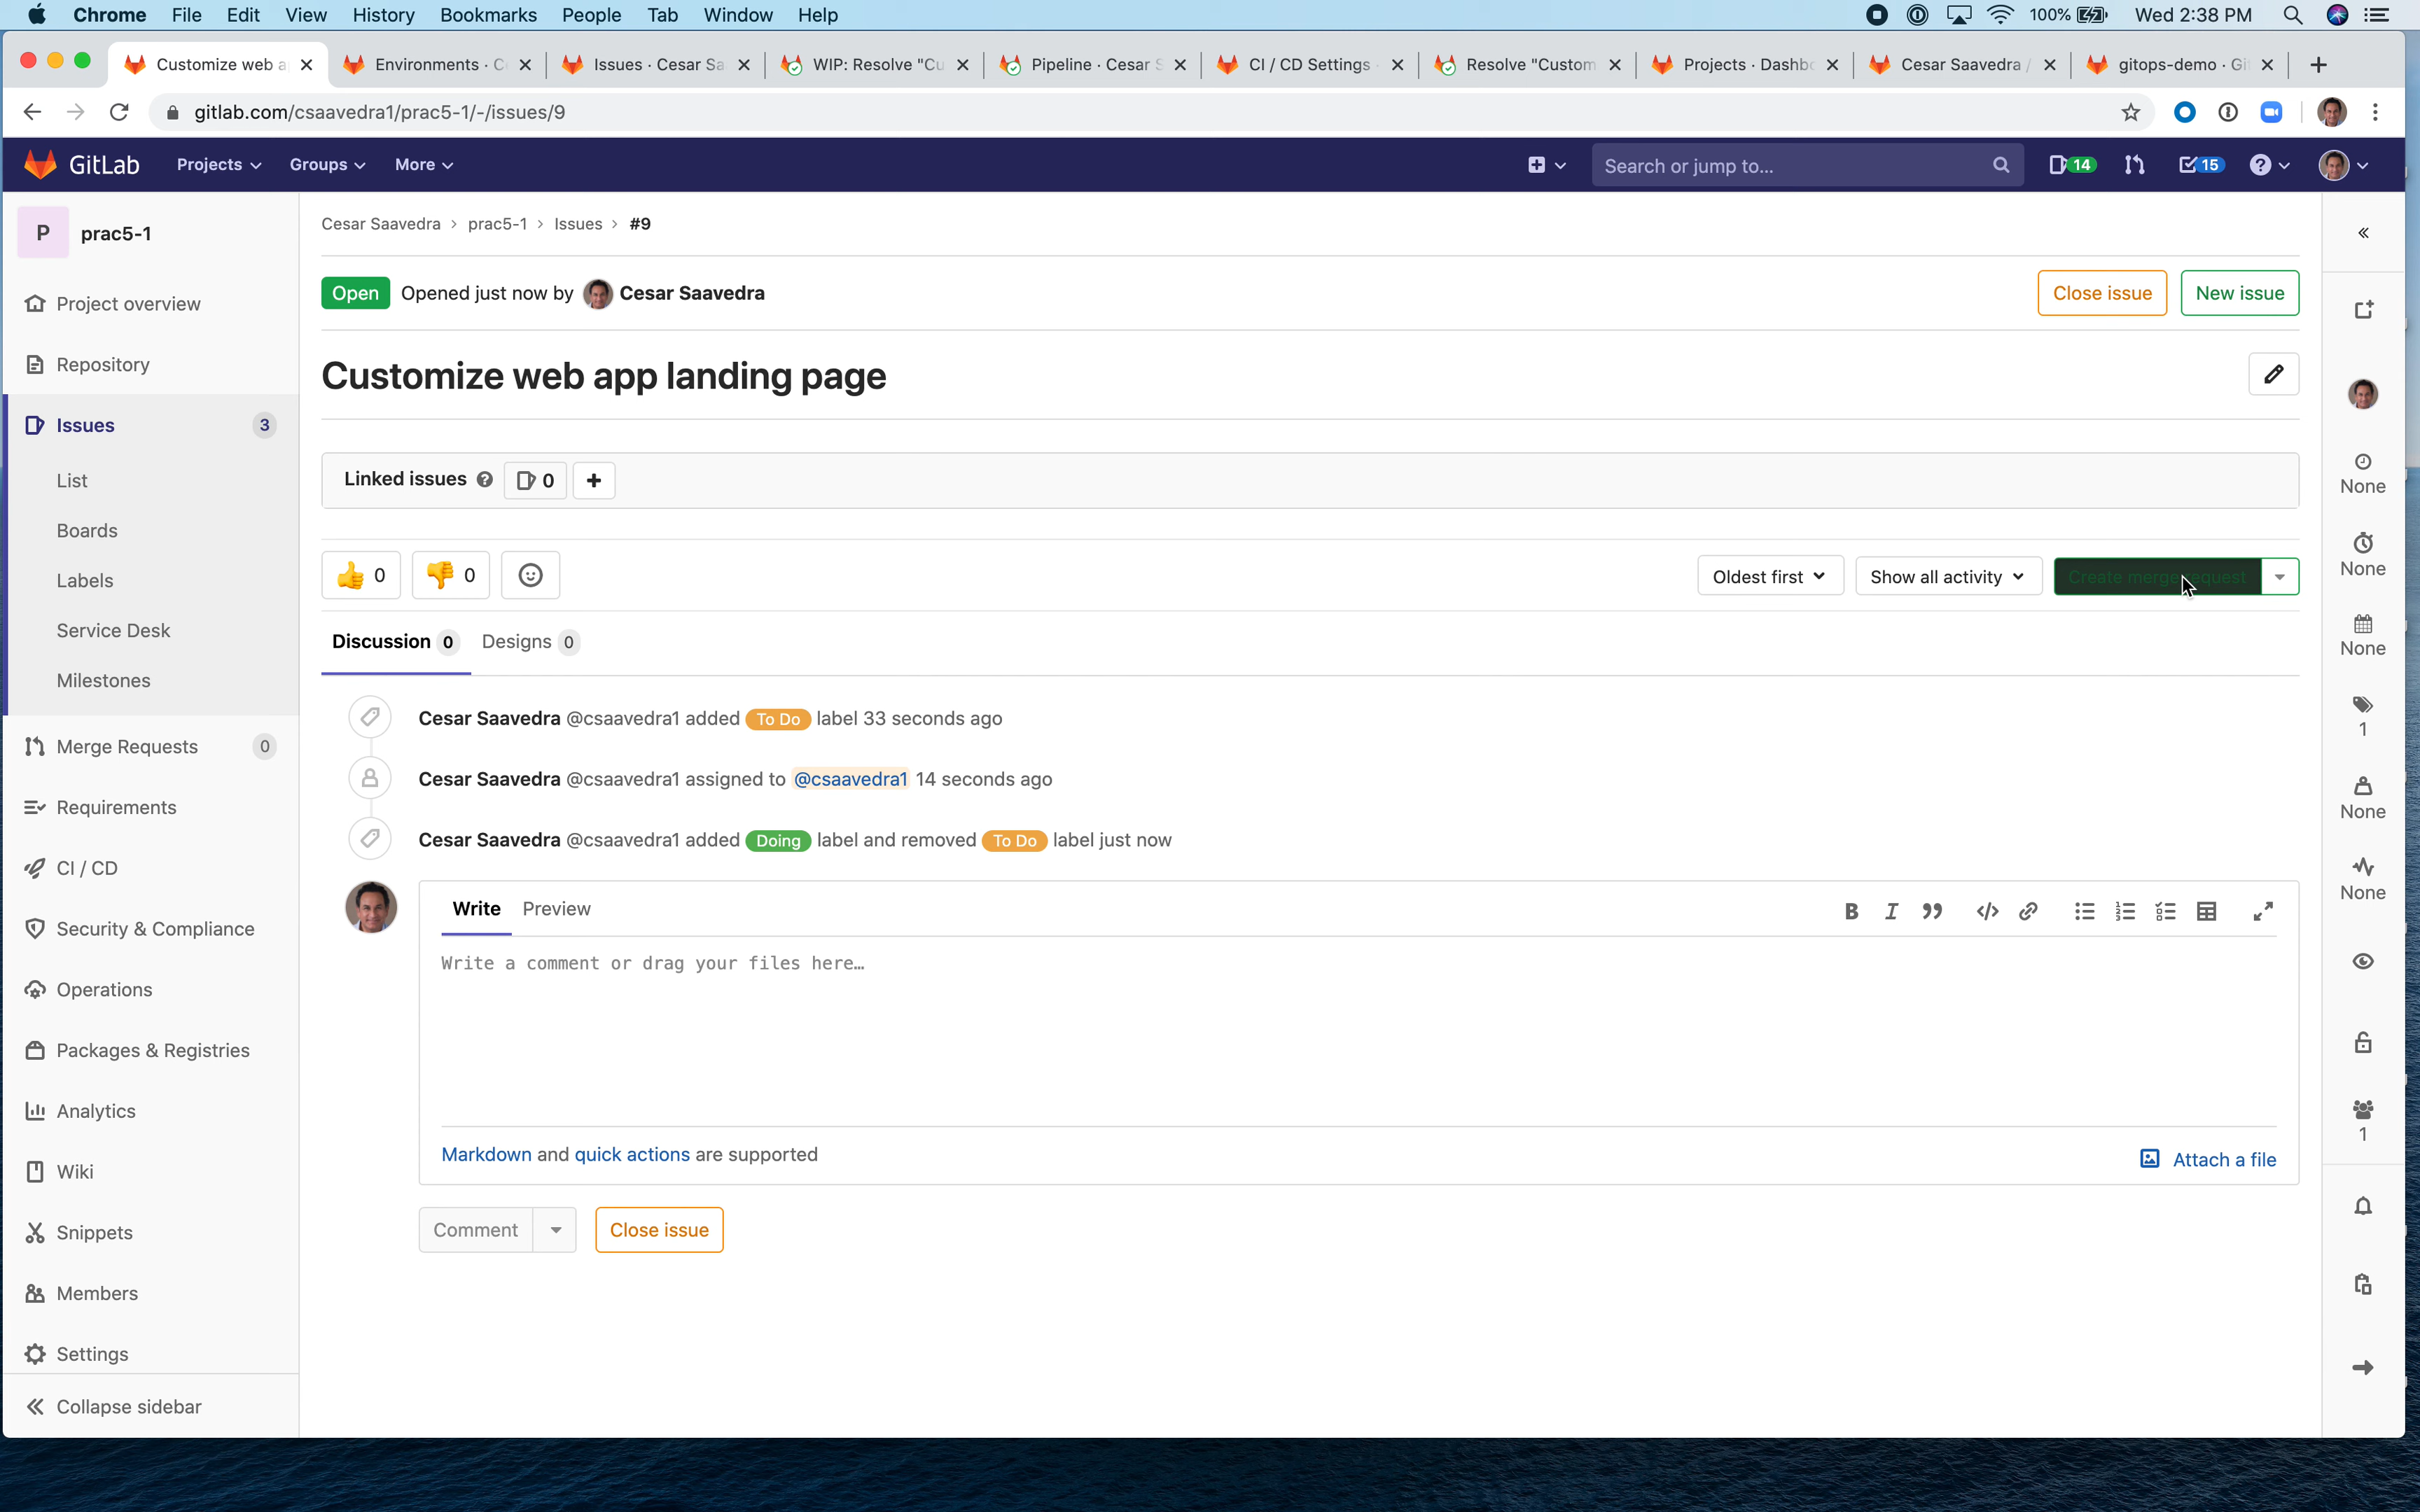 Chrome File Edit View History Bookmarks People Tab Window Help 100% Wed 2:38 PM
Customize web a Environments · C Issues · Cesar Sa WIP: Resolve "Cu Pipeline · Cesar S CI / CD Settings · Resolve "Custom Projects · Dashbo Cesar Saavedra / gitops-demo · Git
gitlab.com/csaavedra1/prac5-1/-/issues/9
GitLab Projects Groups More Search or jump to... 14 15
P prac5-1
Project overview
Repository
Issues 3
List
Boards
Labels
Service Desk
Milestones
Merge Requests 0
Requirements
CI / CD
Security & Compliance
Operations
Packages & Registries
Analytics
Wiki
Snippets
Members
Settings
Collapse sidebar
Cesar Saavedra > prac5-1 > Issues > #9
Open Opened just now by Cesar Saavedra Close issue New issue
Customize web app landing page
Linked issues 0
0 0 Oldest first Show all activity Create merge request
Discussion 0 Designs 0
Cesar Saavedra @csaavedra1 added To Do label 33 seconds ago
Cesar Saavedra @csaavedra1 assigned to @csaavedra1 14 seconds ago
Cesar Saavedra @csaavedra1 added Doing label and removed To Do label just now
Write Preview
Write a comment or drag your files here…
Markdown and quick actions are supported Attach a file
Comment Close issue
None
None
None
1
None
None
1